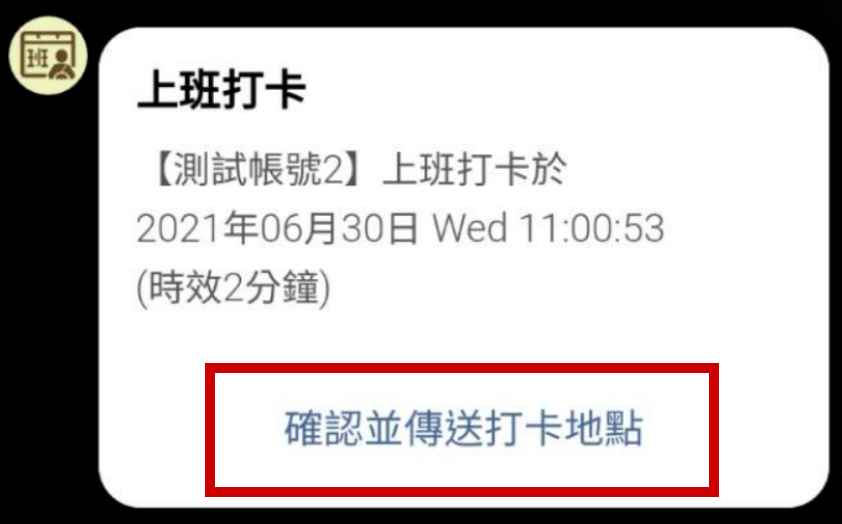 班
上班打卡
【測試帳號2】上班打卡於
2021年06月30日 Wed 11:00:53
(時效2分鐘)
確認並傳送打卡地點